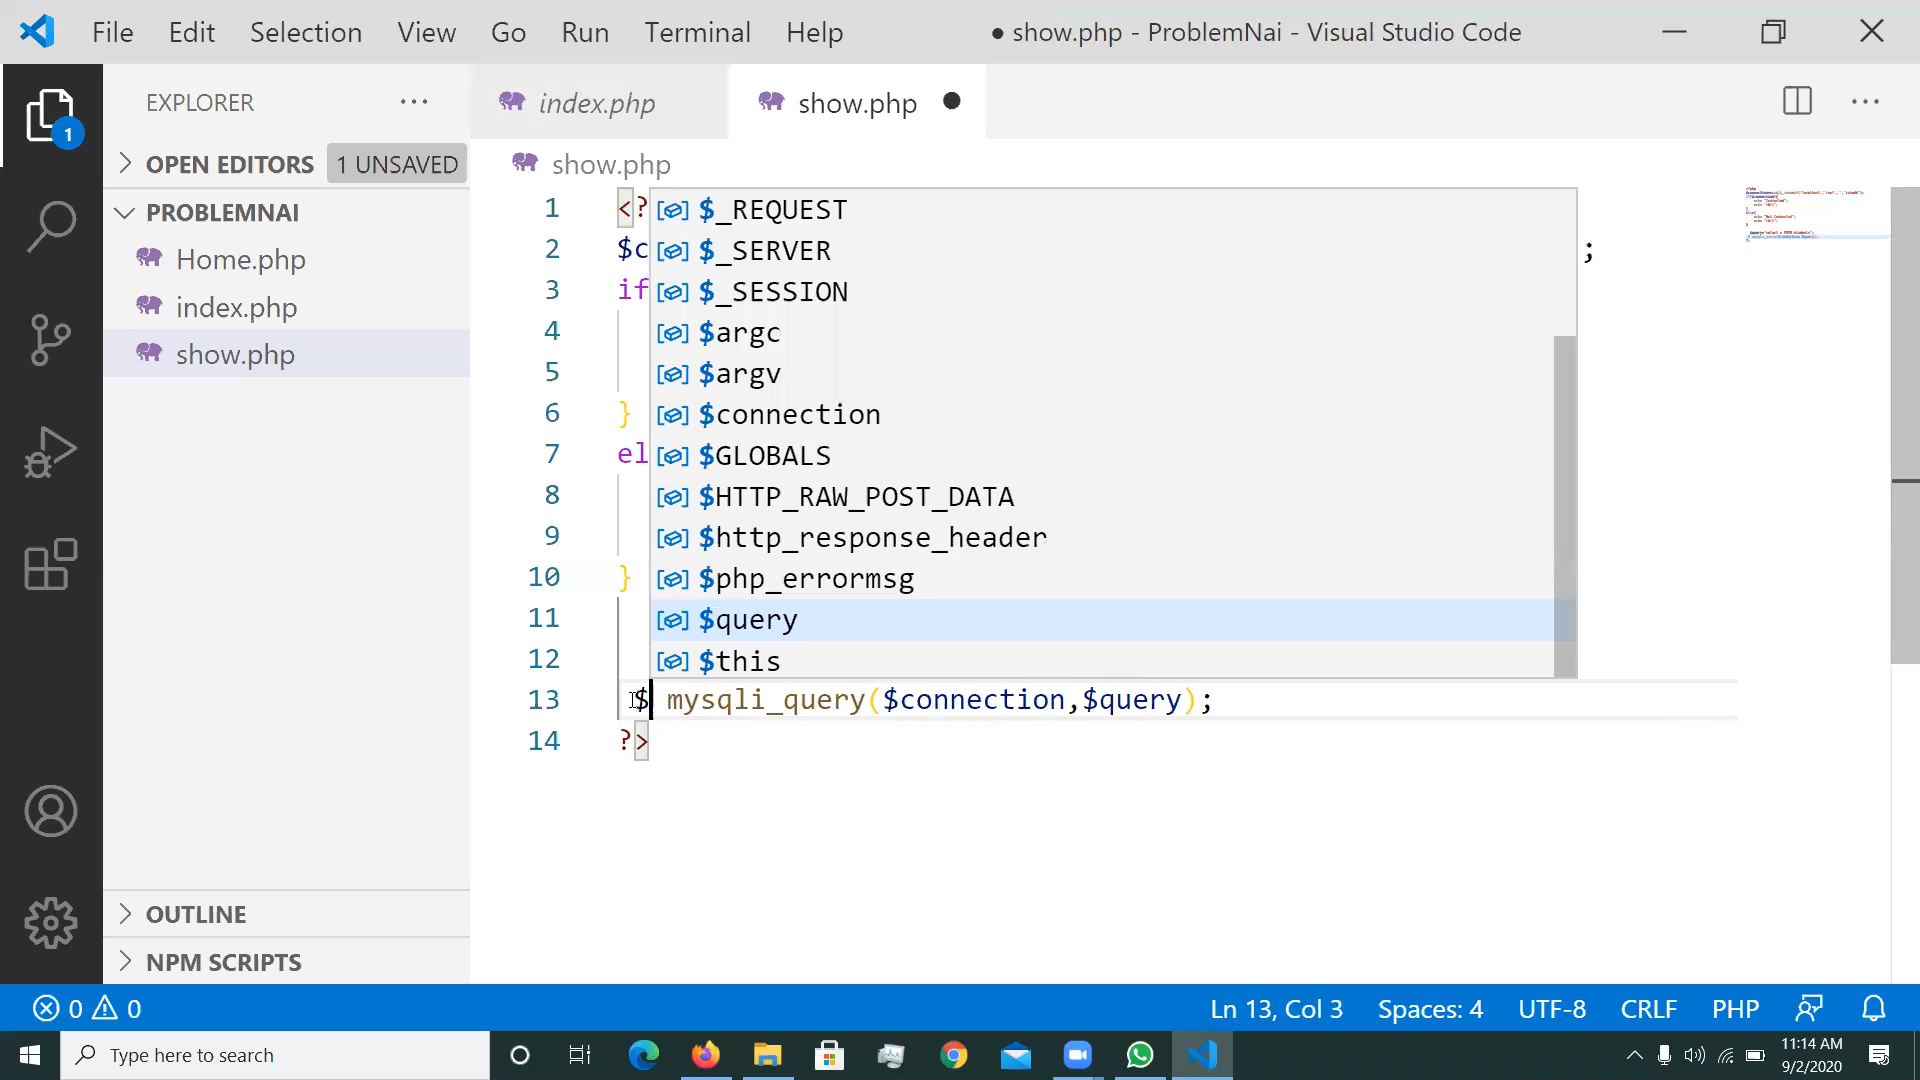 File Edit Selection View Go Run Terminal Help ● show.php - ProblemNai - Visual Studio Code
EXPLORER ··· index.php show.php ● ···
OPEN EDITORS 1 UNSAVED show.php
1
PROBLEMNAI
Home.php
index.php
show.php
1 <? $_REQUEST
2 $c $_SERVER ;
3 if $_SESSION
4 $argc
5 $argv
6 } $connection
7 el $GLOBALS
8 $HTTP_RAW_POST_DATA
9 $http_response_header
10 } $php_errormsg
11 $query
12 $this
13 $ mysqli_query($connection,$query);
14 ?>
OUTLINE
NPM SCRIPTS
0 0 Ln 13, Col 3 Spaces: 4 UTF-8 CRLF PHP
Type here to search 11:14 AM
9/2/2020